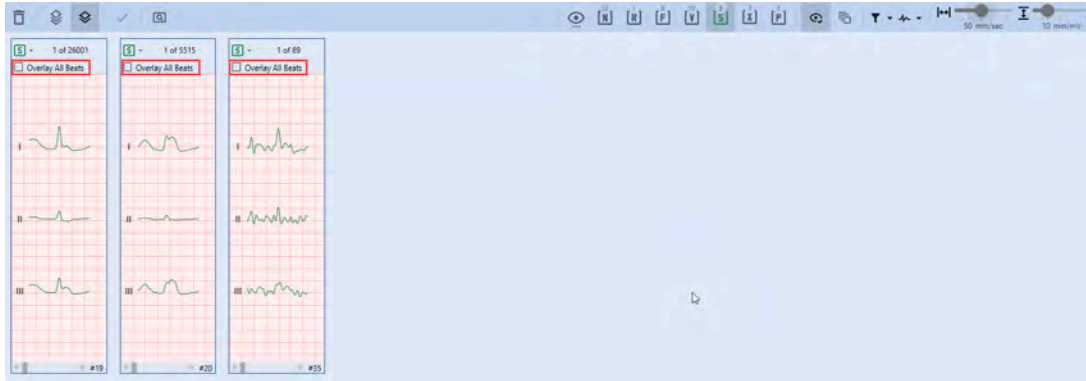 N R F V S X P
50 mm/sec 10 mm/mV
S 1 of 26001
Overlay All Beats
I
II
III
#19
S 1 of 5515
Overlay All Beats
I
II
III
#20
S 1 of 89
Overlay All Beats
I
II
III
#35